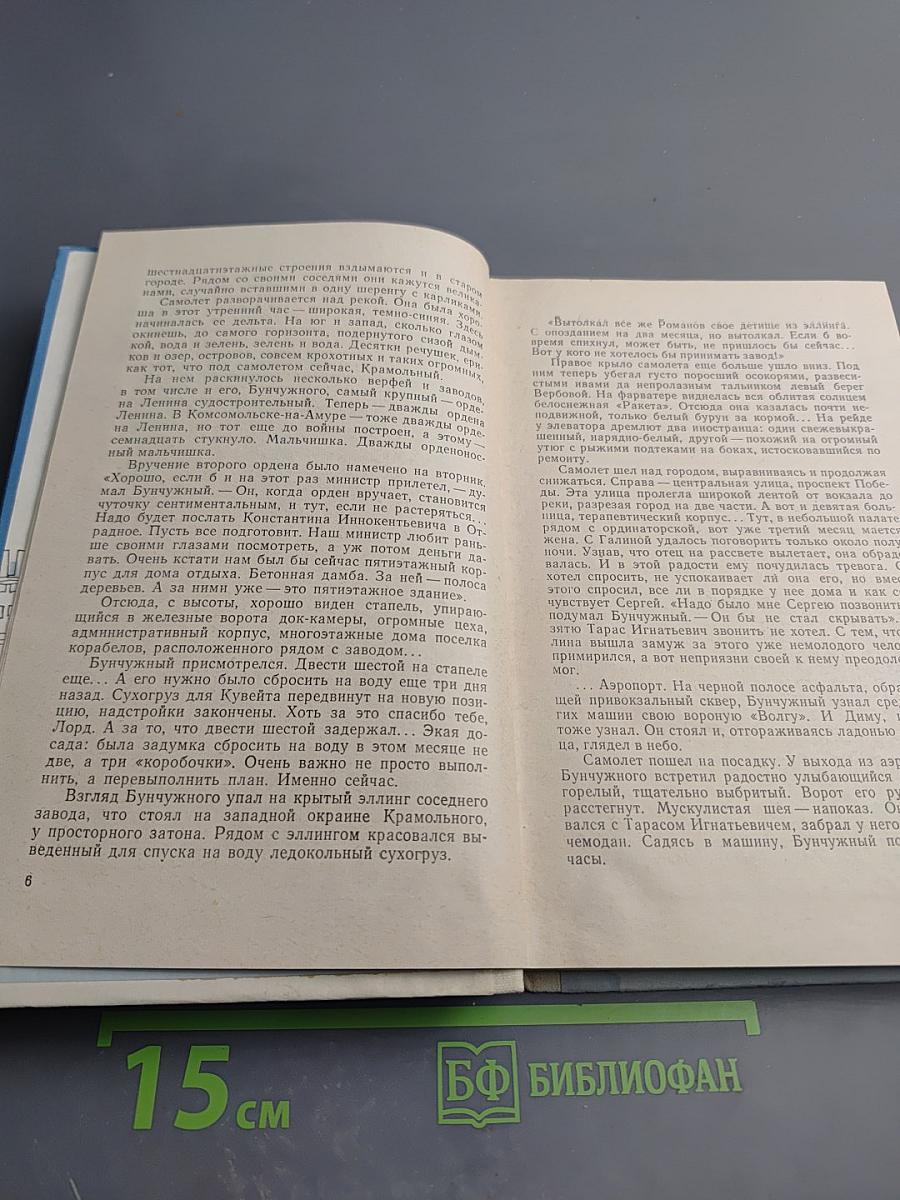 шестнадцатиэтажные строения вздымаются и в старом
городе. Рядом со своими соседями они кажутся велика-
нами, случайно вставшими в одну шеренгу с карликами.
Самолет разворачивается над рекой. Она была хоро-
ша в этот утренний час — широкая, темно-синяя. Здесь
начиналась ее дельта. На юг и запад, сколько глазом
окинешь, до самого горизонта, подернутого сизой дым-
кой, вода и зелень, зелень и вода. Десятки речушек, ери-
ков и озер, островов, совсем крохотных и таких огромных,
как тот, что под самолетом сейчас, Крамольный.
На нем раскинулось несколько верфей и заводов,
в том числе и его, Бунчужного, самый крупный — орде-
на Ленина судостроительный. Теперь — дважды ордена
Ленина. В Комсомольске-на-Амуре — тоже дважды орде-
на Ленина, но тот еще до войны построен, а этому —
семнадцать стукнуло. Мальчишка. Дважды орденонос-
ный мальчишка.
Вручение второго ордена было намечено на вторник.
«Хорошо, если б и на этот раз министр прилетел, — ду-
мал Бунчужный. — Он, когда орден вручает, становится
чуточку сентиментальным, и тут, если не растеряться...
Надо будет послать Константина Иннокентьевича в От-
радное. Пусть все подготовит. Наш министр любит рань-
ше своими глазами посмотреть, а уж потом деньги да-
вать. Очень кстати нам был бы сейчас пятиэтажный кор-
пус для дома отдыха. Бетонная дамба. За ней — полоса
деревьев. А за ними уже — это пятиэтажное здание».
Отсюда, с высоты, хорошо виден стапель, упираю-
щийся в железные ворота док-камеры, огромные цеха,
административный корпус, многоэтажные дома поселка
корабелов, расположенного рядом с заводом...
Бунчужный присмотрелся. Двести шестой на стапеле
еще... А его нужно было сбросить на воду еще три дня
назад. Сухогруз для Кувейта передвинут на новую пози-
цию, надстройки закончены. Хоть за это спасибо тебе,
Лорд. А за то, что двести шестой задержал... Экая до-
сада: была задумка сбросить на воду в этом месяце не
две, а три «коробочки». Очень важно не просто выпол-
нить, а перевыполнить план. Именно сейчас.
Взгляд Бунчужного упал на крытый эллинг соседнего
завода, что стоял на западной окраине Крамольного,
у просторного затона. Рядом с эллингом красовался вы-
веденный для спуска на воду ледокольный сухогруз.
6
«Вытолкал все же Романов свое детище из эллинга.
С опозданием на два месяца, но вытолкал. Если б во-
время спихнул, может быть, не пришлось бы сейчас...
Вот у кого не хотелось бы принимать завод!»
Правое крыло самолета еще больше ушло вниз. Под
ним теперь убегал густо поросший осокорями, развеси-
стыми ивами да непролазным тальником левый берег
Вербовой. На фарватере виднелась вся облитая солнцем
белоснежная «Ракета». Отсюда она казалась почти не-
подвижной, только белый бурун за кормой... На рейде
у элеватора дремлют два иностранца: один свежевыкра-
шенный, нарядно-белый, другой — похожий на огромный
утюг с рыжими подтеками на боках, истосковавшийся по
ремонту.
Самолет шел над городом, выравниваясь и продолжая
снижаться. Справа — центральная улица, проспект Побе-
ды. Эта улица пролегла широкой лентой от вокзала до
реки, разрезая город на две части. А вот и девятая боль-
ница, терапевтический корпус... Тут, в небольшой палате
рядом с ординаторской, вот уже третий месяц мается
жена. С Галиной удалось поговорить только около полу
ночи. Узнав, что отец на рассвете вылетает, она обрадо
валась. И в этой радости ему почудилась тревога.
хотел спросить, не успокаивает ли она его, но вмес
этого спросил, все ли в порядке у нее дома и как се
чувствует Сергей. «Надо было мне Сергею позвонить
подумал Бунчужный. — Он бы не стал скрывать».
зятю Тарас Игнатьевич звонить не хотел. С тем, что
лина вышла замуж за этого уже немолодого чело
примирился, а вот неприязни своей к нему преодоле
мог.
... Аэропорт. На черной полосе асфальта, обра
щей привокзальный сквер, Бунчужный узнал сред
гих машин свою вороную «Волгу». И Диму,
тоже узнал. Он стоял и, отгораживаясь ладонью
ца, глядел в небо.
Самолет пошел на посадку. У выхода из аэр
Бунчужного встретил радостно улыбающийся
горелый, тщательно выбритый. Ворот его ру
расстегнут. Мускулистая шея — напоказ. Он
вался с Тарасом Игнатьевичем, забрал у него
чемодан. Садясь в машину, Бунчужный по
часы.
15 см
БФ БИБЛИОФАН